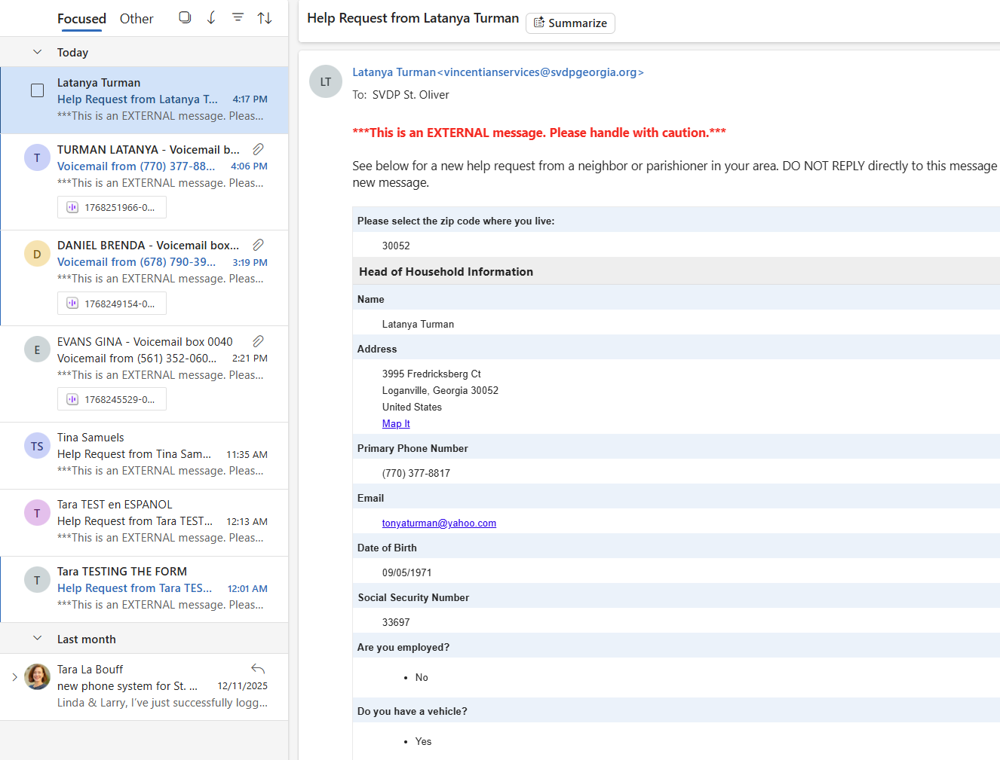 Focused Other
Today
Latanya Turman
Help Request from Latanya T... 4:17 PM
***This is an EXTERNAL message. Pleas...
T
TURMAN LATANYA - Voicemail b...
Voicemail from (770) 377-88... 4:06 PM
***This is an EXTERNAL message. Pleas...
1768251966-0...
D
DANIEL BRENDA - Voicemail box...
Voicemail from (678) 790-39... 3:19 PM
***This is an EXTERNAL message. Pleas...
1768249154-0...
E
EVANS GINA - Voicemail box 0040
Voicemail from (561) 352-060... 2:21 PM
***This is an EXTERNAL message. Pleas...
1768245529-0...
TS
Tina Samuels
Help Request from Tina Sam... 11:35 AM
***This is an EXTERNAL message. Pleas...
T
Tara TEST en ESPANOL
Help Request from Tara TEST... 12:13 AM
***This is an EXTERNAL message. Pleas...
T
Tara TESTING THE FORM
Help Request from Tara TES... 12:01 AM
***This is an EXTERNAL message. Pleas...
Last month
Tara La Bouff
new phone system for St. ... 12/11/2025
Linda & Larry, I've just successfully logg...
Help Request from Latanya Turman Summarize
LT
Latanya Turman<vincentianservices@svdpgeorgia.org>
To: SVDP St. Oliver
***This is an EXTERNAL message. Please handle with caution.***
See below for a new help request from a neighbor or parishioner in your area. DO NOT REPLY directly to this message
new message.
Please select the zip code where you live:
30052
Head of Household Information
Name
Latanya Turman
Address
3995 Fredricksberg Ct
Loganville, Georgia 30052
United States
Map It
Primary Phone Number
(770) 377-8817
Email
tonyaturman@yahoo.com
Date of Birth
09/05/1971
Social Security Number
33697
Are you employed?
• No
Do you have a vehicle?
• Yes